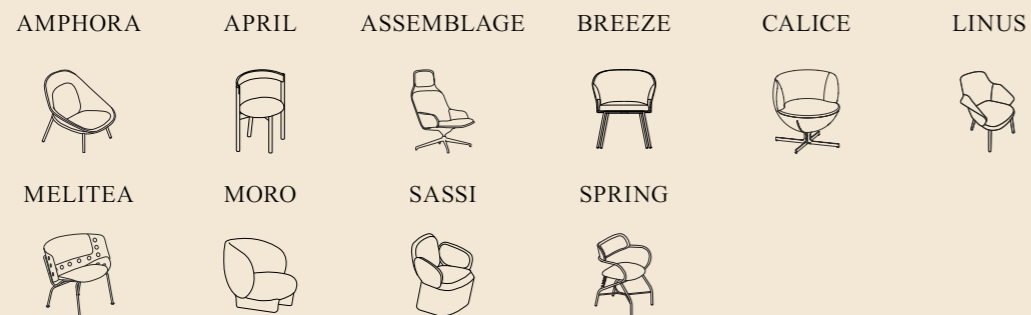 AMPHORA APRIL ASSEMBLAGE BREEZE CALICE LINUS
MELITEA MORO SASSI SPRING